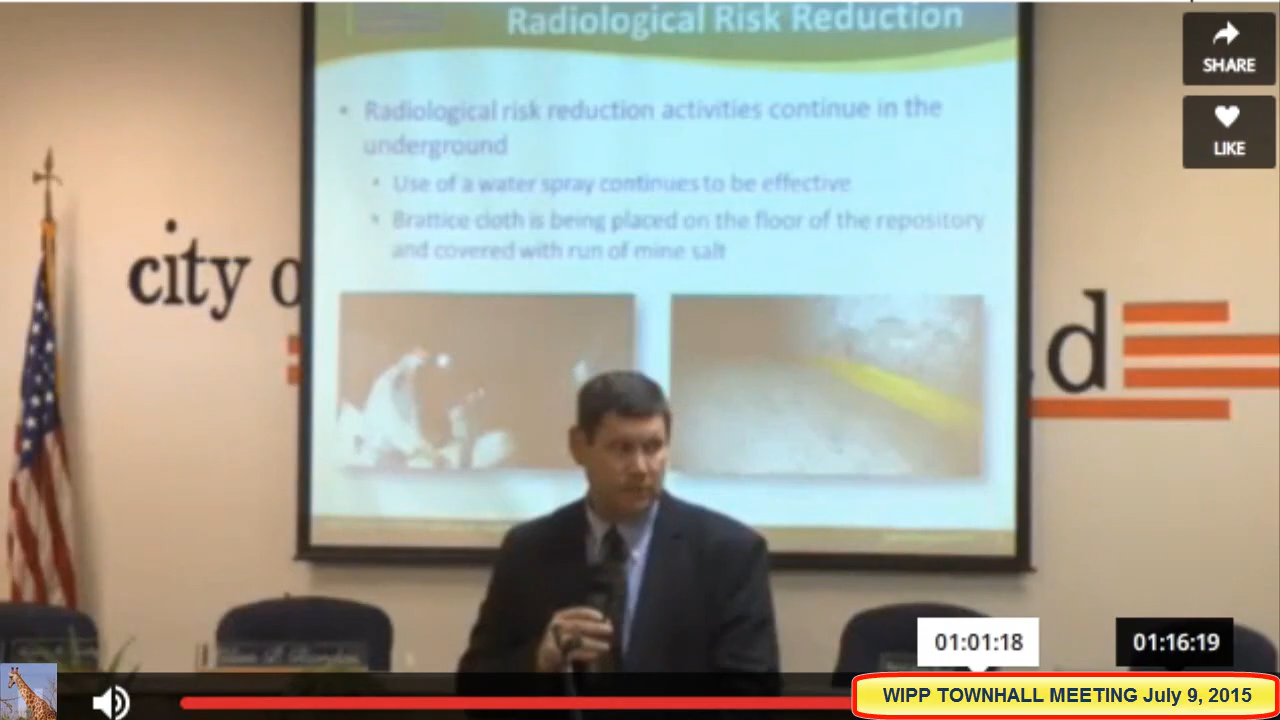 Radiological Risk Reduction
SHARE
• Radiological risk reduction activities continue in the
underground
LIKE
• Use of a water spray continues to be effective
• Brattice cloth is being placed on the floor of the repository
and covered with run of mine salt
city o
d
01:01:18
01:16:19
WIPP TOWNHALL MEETING July 9, 2015